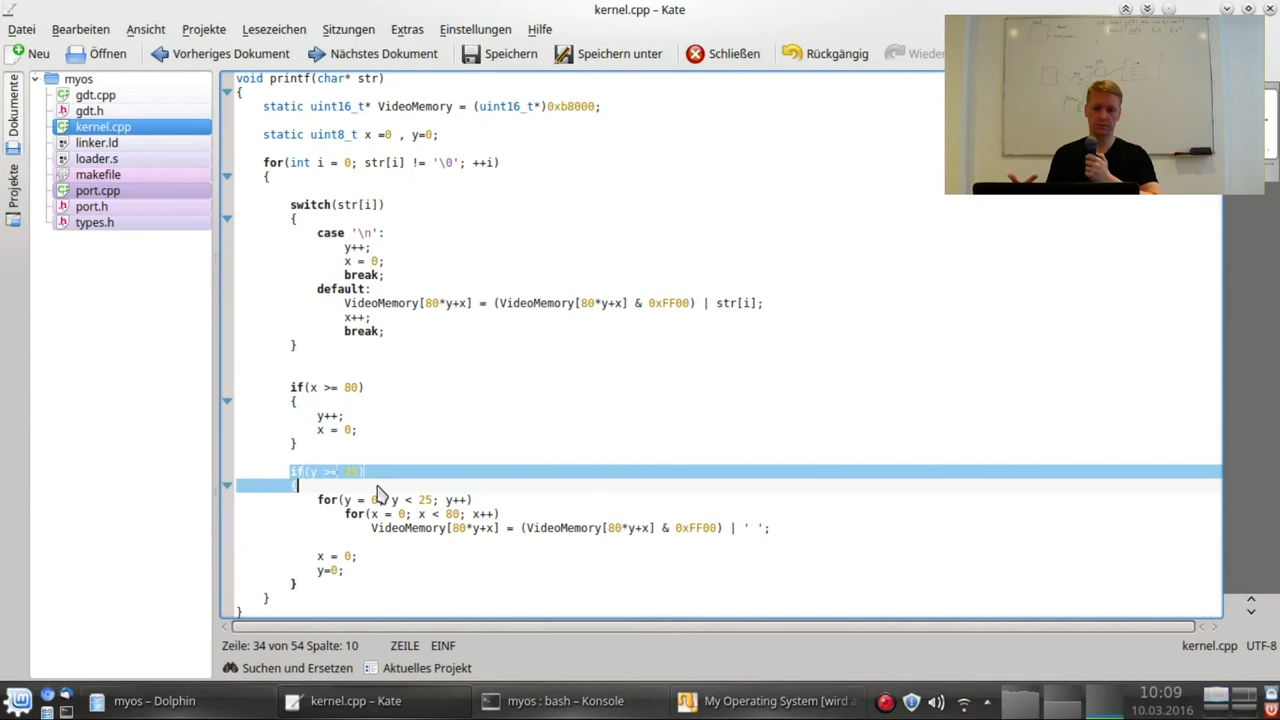 kernel.cpp – Kate
Datei Bearbeiten Ansicht Projekte Lesezeichen Sitzungen Extras Einstellungen Hilfe
Neu Öffnen Vorheriges Dokument Nächstes Dokument Speichern Speichern unter Schließen Rückgängig Wieder
Dokumente
Projekte
myos
gdt.cpp
gdt.h
kernel.cpp
linker.ld
loader.s
makefile
port.cpp
port.h
types.h
void printf(char* str)
{
static uint16_t* VideoMemory = (uint16_t*)0xb8000;
static uint8_t x =0 , y=0;
for(int i = 0; str[i] != '\0'; ++i)
{
switch(str[i])
{
case '\n':
y++;
x = 0;
break;
default:
VideoMemory[80*y+x] = (VideoMemory[80*y+x] & 0xFF00) | str[i];
x++;
break;
}
if(x >= 80)
{
y++;
x = 0;
}
if(y >= 25)
{
for(y = 0; y < 25; y++)
for(x = 0; x < 80; x++)
VideoMemory[80*y+x] = (VideoMemory[80*y+x] & 0xFF00) | ' ';
x = 0;
y=0;
}
}
}
Zeile: 34 von 54 Spalte: 10 ZEILE EINF kernel.cpp UTF-8
Suchen und Ersetzen Aktuelles Projekt
myos – Dolphin kernel.cpp – Kate myos : bash – Konsole My Operating System [wird a 10:09
10.03.2016